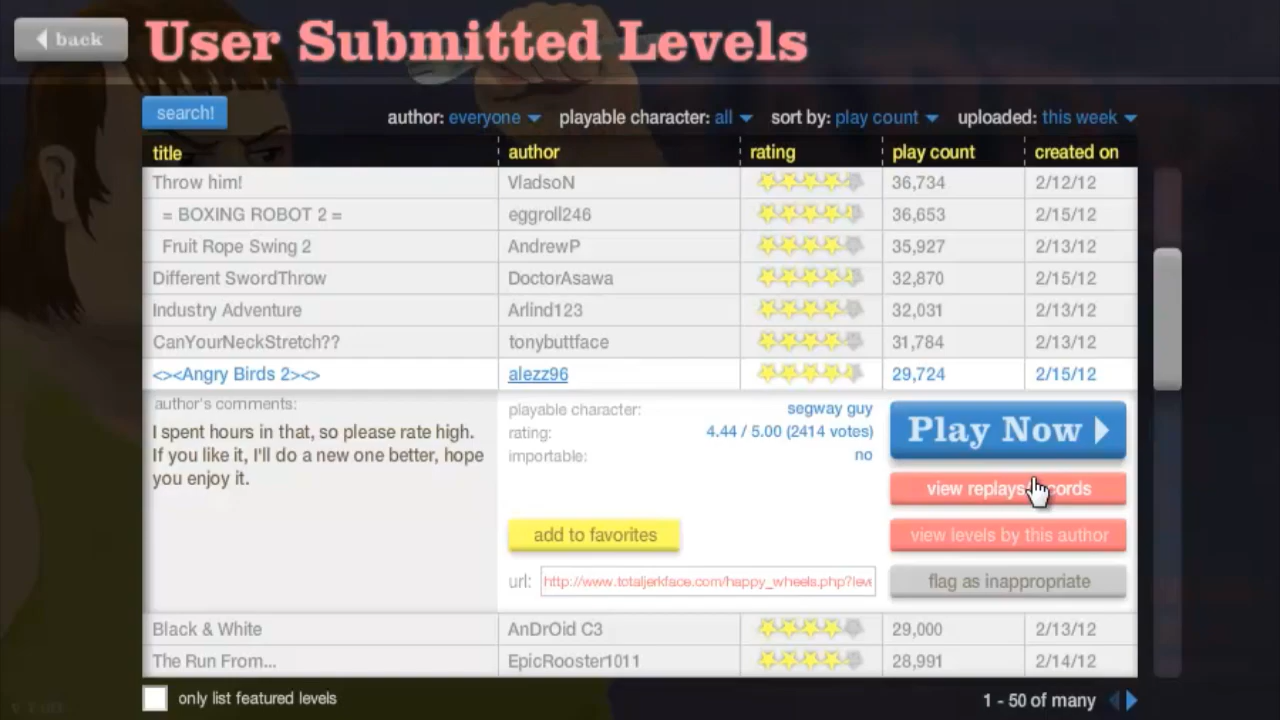 back
User Submitted Levels
search!
author: everyone playable character: all sort by: play count uploaded: this week
title author rating play count created on
Throw him! VladsoN 36,734 2/12/12
= BOXING ROBOT 2 = eggroll246 36,653 2/15/12
Fruit Rope Swing 2 AndrewP 35,927 2/13/12
Different SwordThrow DoctorAsawa 32,870 2/15/12
Industry Adventure Arlind123 32,031 2/13/12
CanYourNeckStretch?? tonybuttface 31,784 2/13/12
<><Angry Birds 2><> alezz96 29,724 2/15/12
author's comments:
I spent hours in that, so please rate high.
If you like it, I'll do a new one better, hope
you enjoy it.
playable character: segway guy
rating: 4.44 / 5.00 (2414 votes)
importable: no
add to favorites
url: http://www.totaljerkface.com/happy_wheels.php?leve
Play Now
view replays
view levels by this author
flag as inappropriate
Black & White AnDrOid C3 29,000 2/13/12
The Run From... EpicRooster1011 28,991 2/14/12
only list featured levels
1 - 50 of many